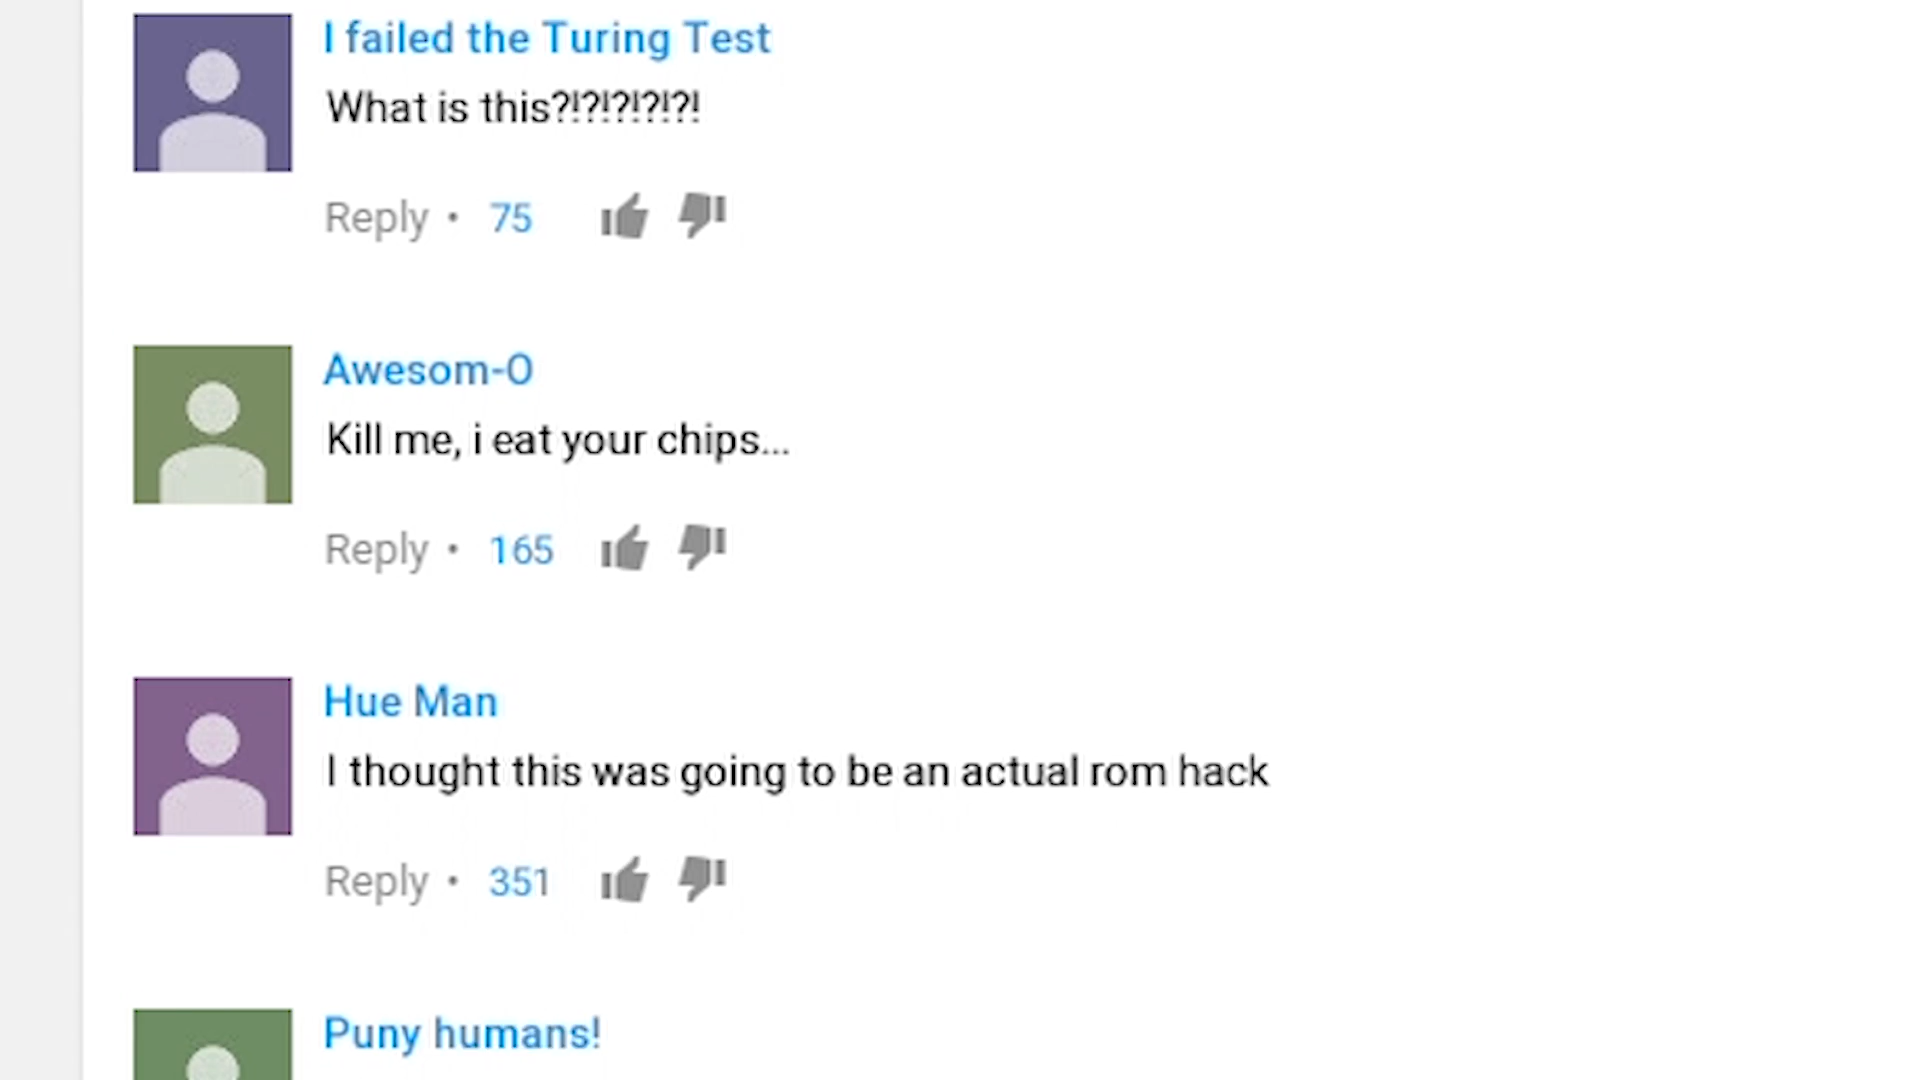 I failed the Turing Test
What is this?!?!?!?!?!
Reply • 75
Awesom-O
Kill me, i eat your chips...
Reply • 165
Hue Man
I thought this was going to be an actual rom hack
Reply • 351
Puny humans!